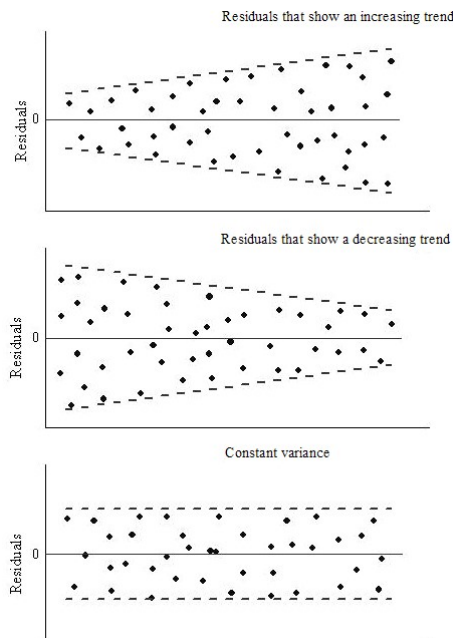 Residuals that show an increasing trend
Residuals
0
Residuals that show a decreasing trend
Residuals
0
Constant variance
Residuals
0